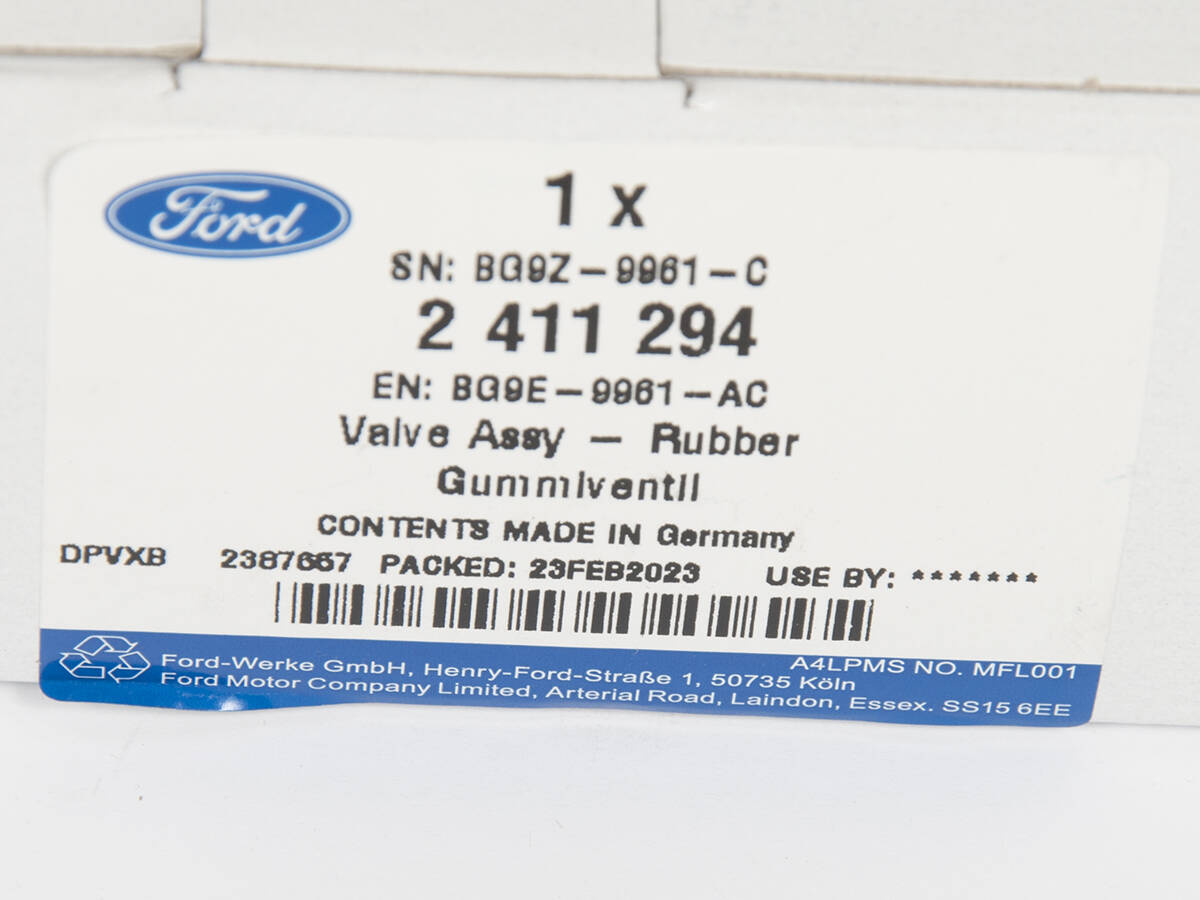 Ford
1 x
SN: BG9Z-9961-C
2 411 294
EN: BG9E-9961-AC
Valve Assy - Rubber
Gummiventil
CONTENTS MADE IN Germany
DPVXB 2387657 PACKED: 23FEB2023 USE BY: *******
A4LPMS NO. MFL001
Ford-Werke GmbH, Henry-Ford-Straße 1, 50735 Köln
Ford Motor Company Limited, Arterial Road, Laindon, Essex. SS15 6EE